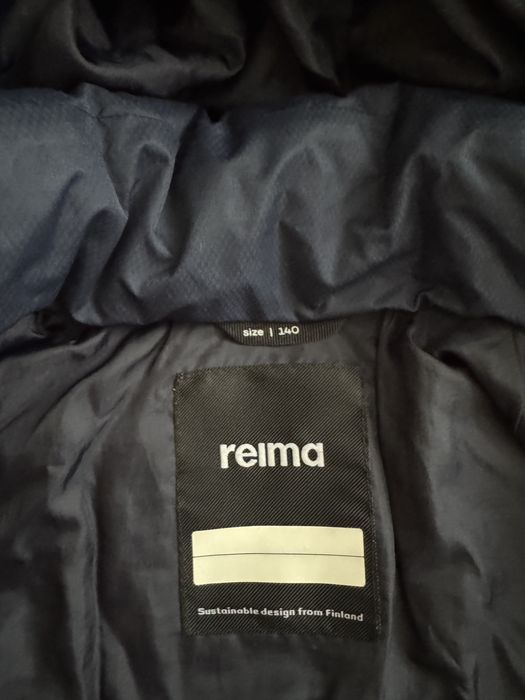 size | 140
reima
Sustainable design from Finland